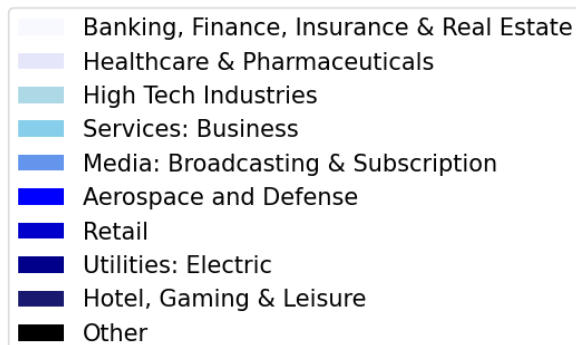 Banking, Finance, Insurance & Real Estate
Healthcare & Pharmaceuticals
High Tech Industries
Services: Business
Media: Broadcasting & Subscription
Aerospace and Defense
Retail
Utilities: Electric
Hotel, Gaming & Leisure
Other